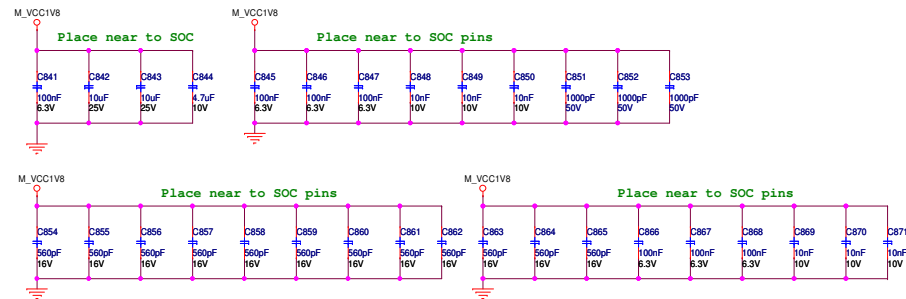 M_VCC1V8
M_VCC1V8
Place near to SOC
Place near to SOC pins
C841
100nF
6.3V
C842
10uF
25V
C843
10uF
25V
C844
4.7uF
10V
C845
100nF
6.3V
C846
100nF
6.3V
C847
100nF
6.3V
C848
10nF
10V
C849
10nF
10V
C850
10nF
10V
C851
1000pF
50V
C852
1000pF
50V
C853
1000pF
50V
M_VCC1V8
M_VCC1V8
Place near to SOC pins
Place near to SOC pins
C854
560pF
16V
C855
560pF
16V
C856
560pF
16V
C857
560pF
16V
C858
560pF
16V
C859
560pF
16V
C860
560pF
16V
C861
560pF
16V
C862
560pF
16V
C863
560pF
16V
C864
560pF
16V
C865
560pF
16V
C866
100nF
6.3V
C867
100nF
6.3V
C868
100nF
6.3V
C869
10nF
10V
C870
10nF
10V
C871
10nF
10V